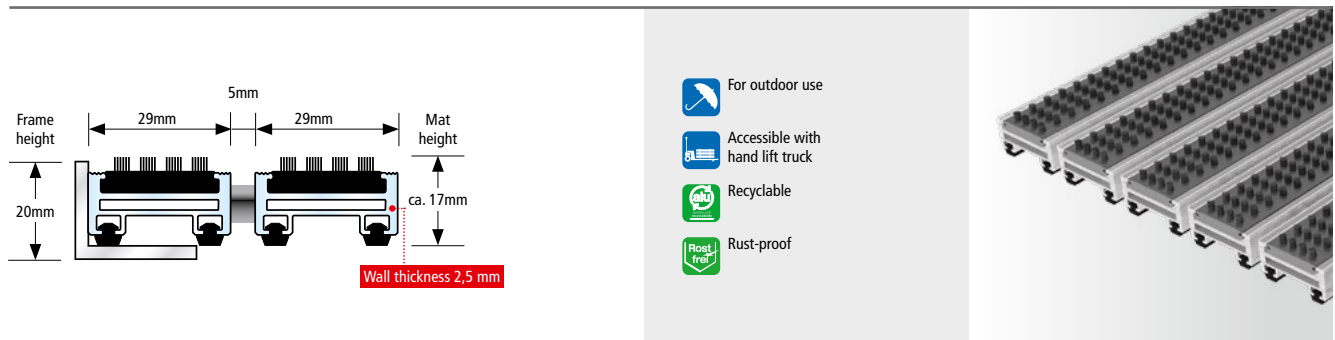 5mm
Frame
height
29mm
29mm
Mat
height
20mm
ca. 17mm
Wall thickness 2,5 mm
For outdoor use
Accessible with
hand lift truck
alu
Recyclable
Rost
frei
Rust-proof